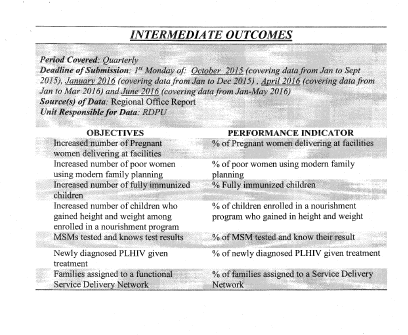 INTERMEDIATE OUTCOMES
Period Covered: Quarterly
Deadline of Submission: 1st Monday of: October 2015 (covering data from Jan to Sept
2015), January 2016 (covering data from Jan to Dec 2015) , April 2016 (covering data from
Jan to Mar 2016) and June 2016 (covering data from Jan-May 2016)
Source(s) of Data: Regional Office Report
Unit Responsible for Data: RDPU
OBJECTIVES PERFORMANCE INDICATOR
Increased number of Pregnant % of Pregnant women delivering at facilities
women delivering at facilities
Increased number of poor women % of poor women using modern family
using modern family planning planning
Increased number of fully immunized % Fully immunized children
children
Increased number of children who % of children enrolled in a nourishment
gained height and weight among program who gained in height and weight
enrolled in a nourishment program
MSMs tested and knows test results % of MSM tested and know their result
Newly diagnosed PLHIV given % of newly diagnosed PLHIV given treatment
treatment
Families assigned to a functional % of families assigned to a Service Delivery
Service Delivery Network Network